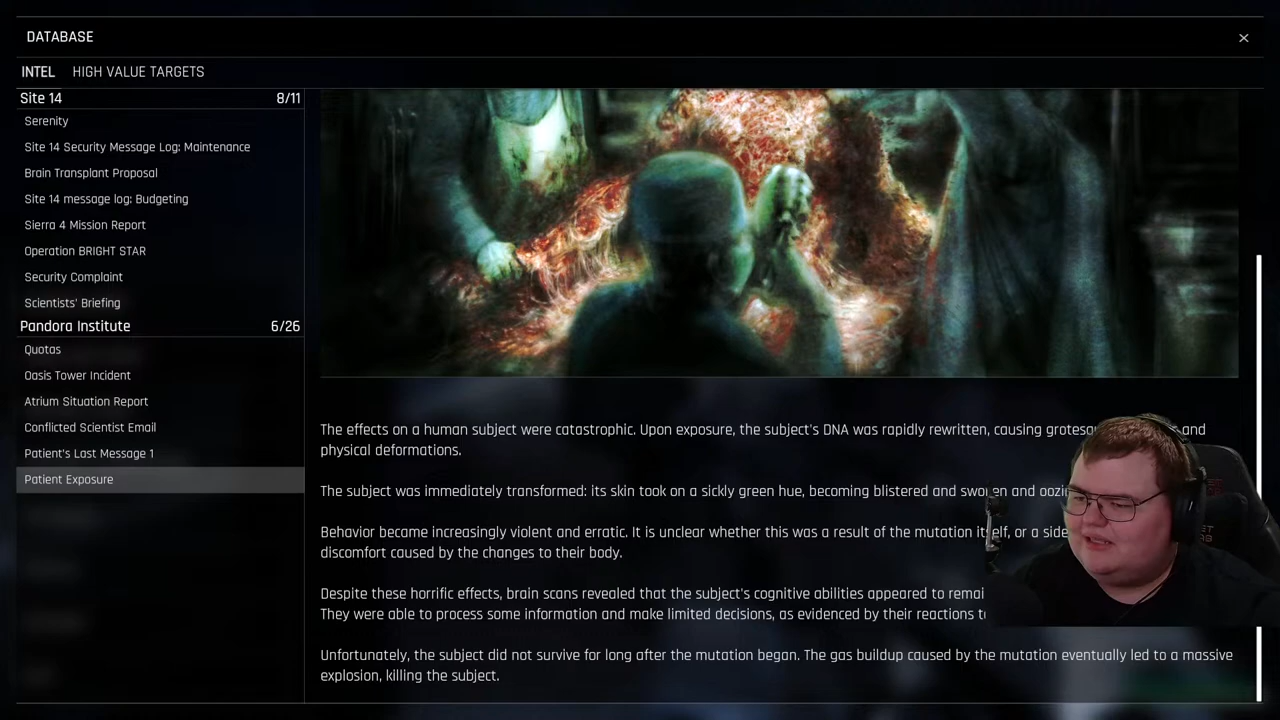 DATABASE
INTEL HIGH VALUE TARGETS
Site 14 8/11
Serenity
Site 14 Security Message Log: Maintenance
Brain Transplant Proposal
Site 14 message log: Budgeting
Sierra 4 Mission Report
Operation BRIGHT STAR
Security Complaint
Scientists' Briefing
Pandora Institute 6/26
Quotas
Oasis Tower Incident
Atrium Situation Report
Conflicted Scientist Email
Patient's Last Message 1
Patient Exposure
The effects on a human subject were catastrophic. Upon exposure, the subject's DNA was rapidly rewritten, causing and
physical deformations.
The subject was immediately transformed: its skin took on a sickly green hue, becoming blistered and swollen and
Behavior became increasingly violent and erratic. It is unclear whether this was a result of the mutation itself, or a
discomfort caused by the changes to their body.
Despite these horrific effects, brain scans revealed that the subject's cognitive abilities appeared to
They were able to process some information and make limited decisions, as evidenced by their reactions
Unfortunately, the subject did not survive for long after the mutation began. The gas buildup caused by the mutation eventually led to a massive
explosion, killing the subject.